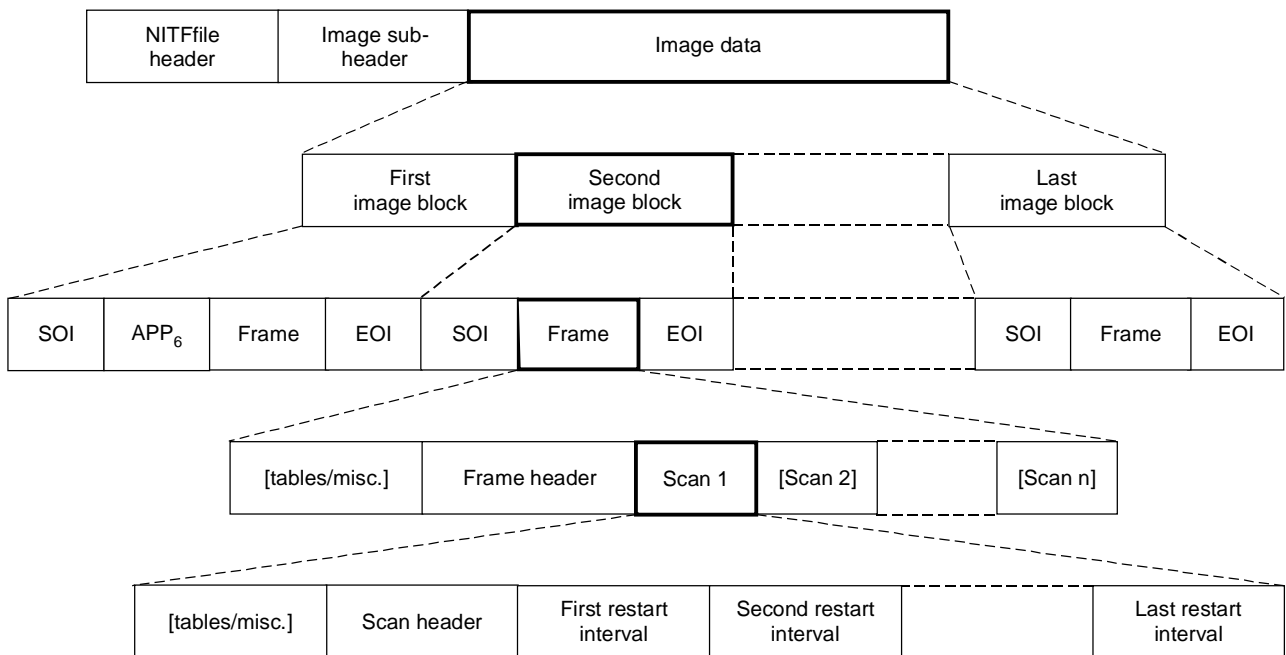 NITFfile
header
Image sub-
header
Image data
First
image block
Second
image block
Last
image block
SOI
APP6
Frame
EOI
SOI
Frame
EOI
SOI
Frame
EOI
[tables/misc.]
Frame header
Scan 1
[Scan 2]
[Scan n]
[tables/misc.]
Scan header
First restart
interval
Second restart
interval
Last restart
interval